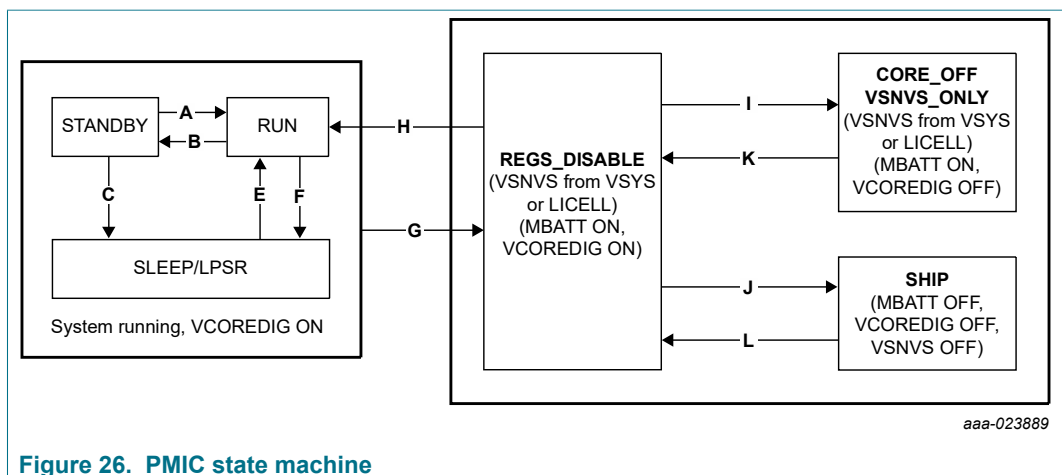 STANDBY
A
B
RUN
C
E
F
SLEEP/LPSR
System running, VCOREDIG ON
H
G
REGS_DISABLE
(VSNVS from VSYS
or LICELL)
(MBATT ON,
VCOREDIG ON)
I
K
J
L
CORE_OFF
VSNVS_ONLY
(VSNVS from VSYS
or LICELL)
(MBATT ON,
VCOREDIG OFF)
SHIP
(MBATT OFF,
VCOREDIG OFF,
VSNVS OFF)
aaa-023889
Figure 26. PMIC state machine